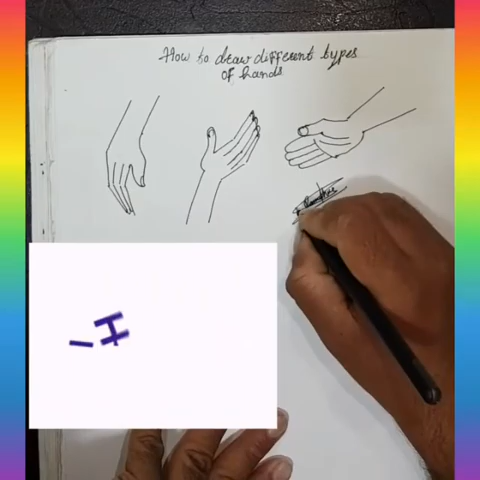 How to draw different types
of hands